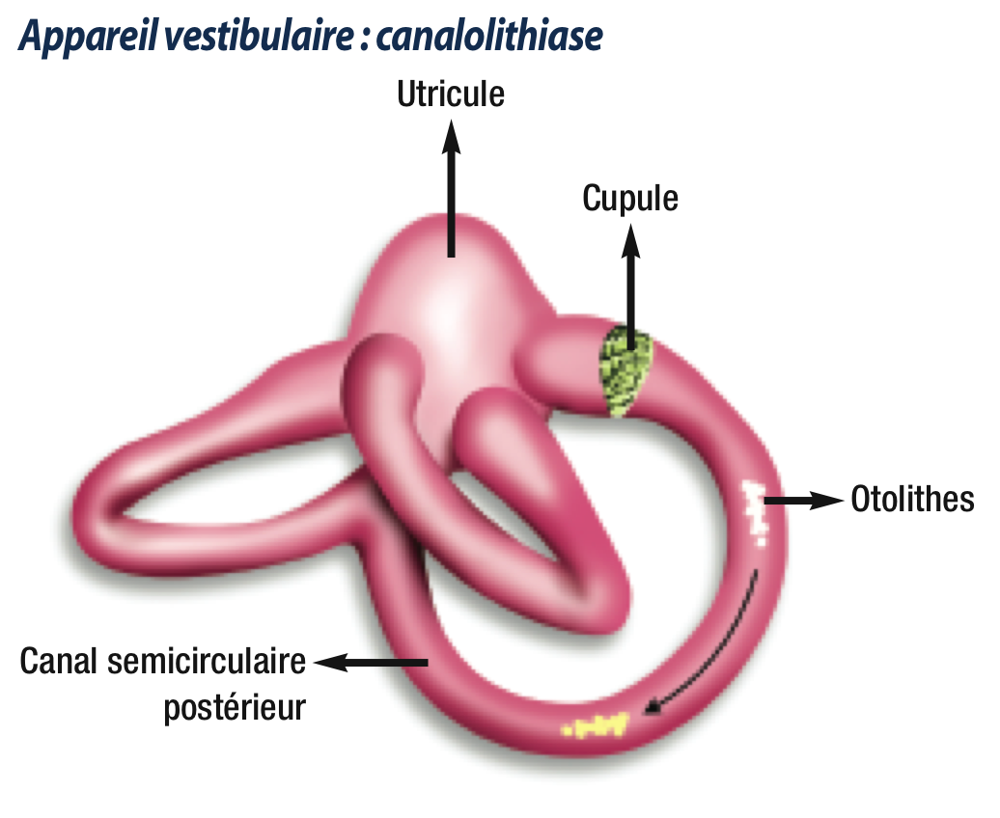 Appareil vestibulaire : canalolithiase
Utricule
Cupule
Otolithes
Canal semicirculaire
postérieur